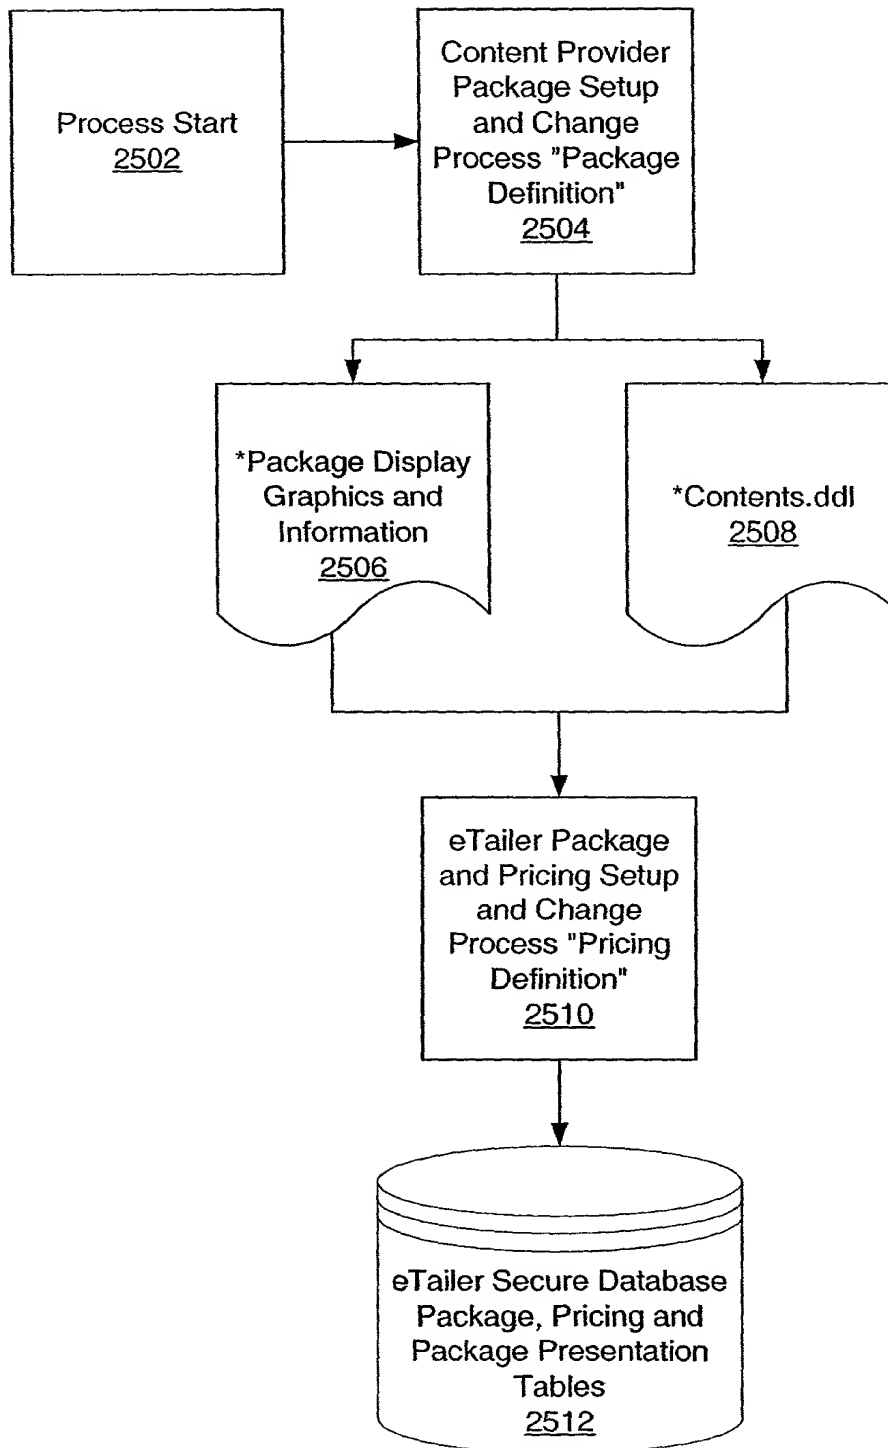 Process Start
2502
Content Provider
Package Setup
and Change
Process "Package
Definition"
2504
*Package Display
Graphics and
Information
2506
*Contents.ddl
2508
eTailer Package
and Pricing Setup
and Change
Process "Pricing
Definition"
2510
eTailer Secure Database
Package, Pricing and
Package Presentation
Tables
2512